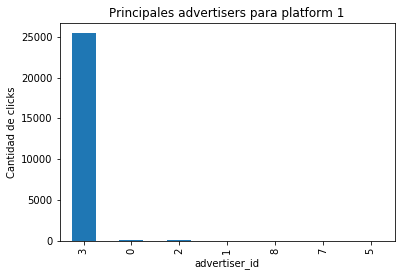 Principales advertisers para platform 1
Cantidad de clicks
25000
20000
15000
10000
5000
0
3 0 2 1 8 7 5
advertiser_id